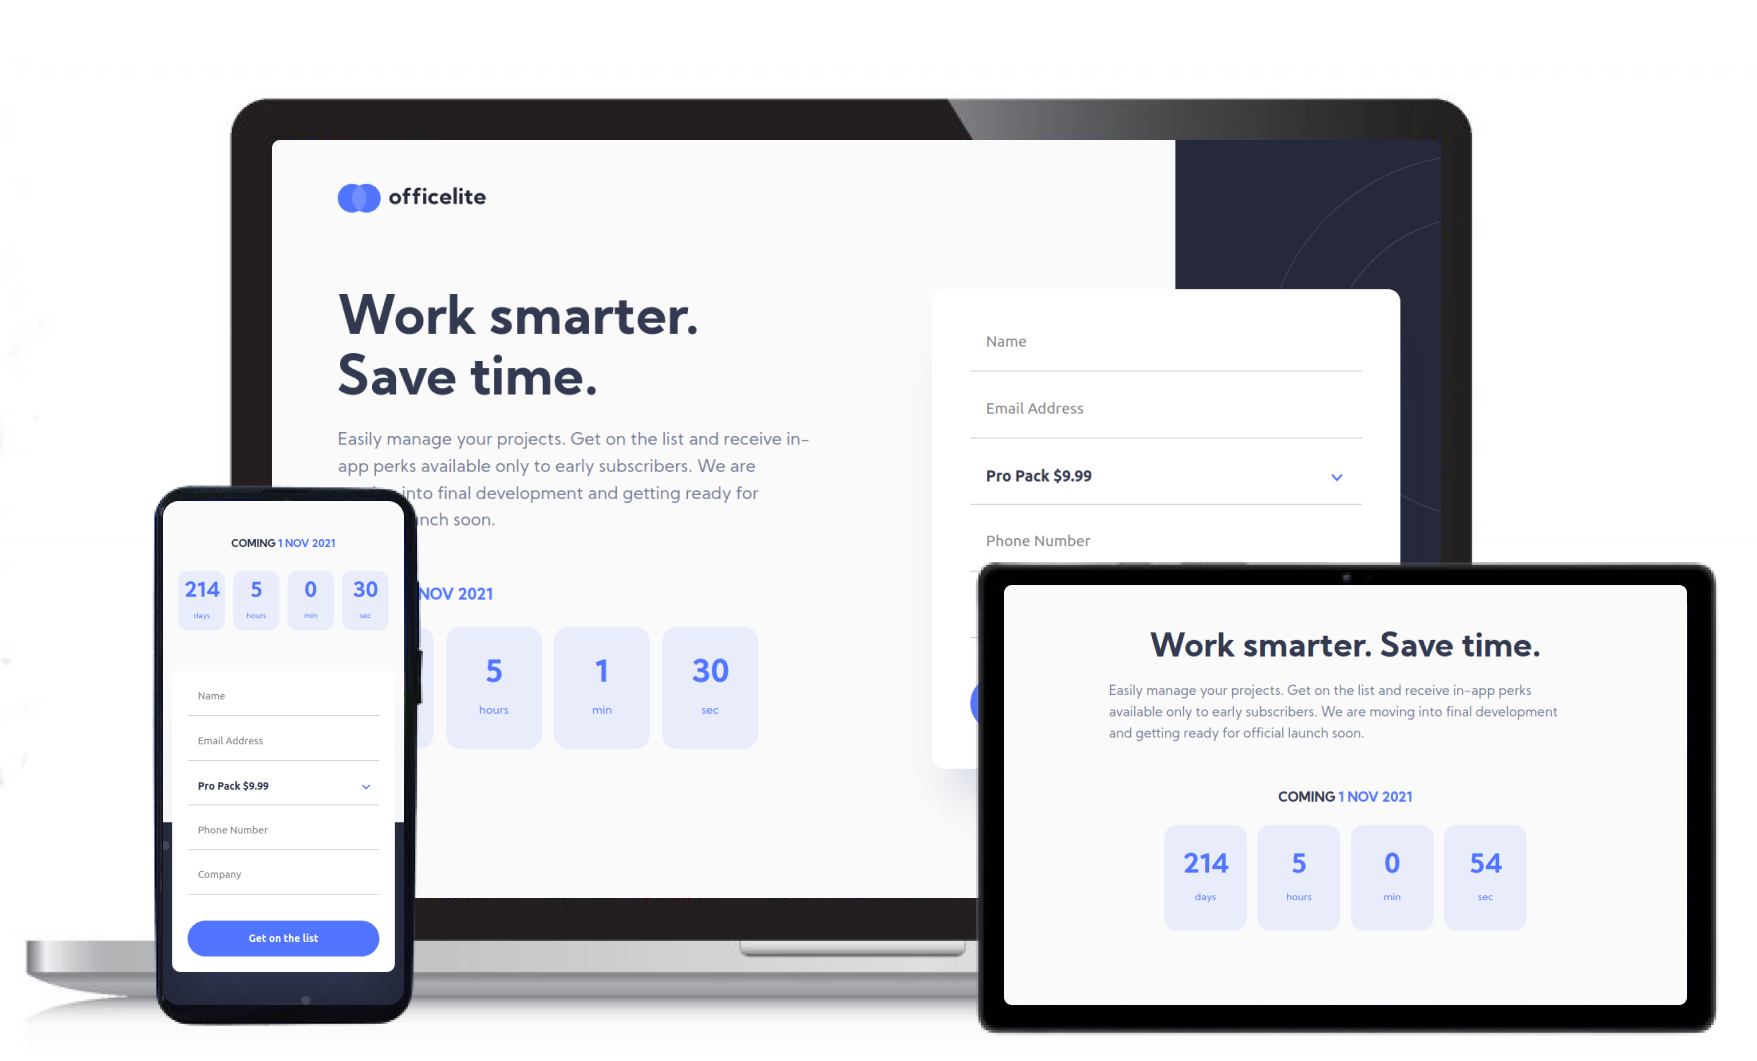 officelite
Work smarter.
Save time.
Easily manage your projects. Get on the list and receive in-
app perks available only to early subscribers. We are
into final development and getting ready for
soon.
NOV 2021
5
hours
1
min
30
sec
Name
Email Address
Pro Pack $9.99
Phone Number
COMING 1 NOV 2021
214
days
5
hours
0
min
30
sec
Name
Email Address
Pro Pack $9.99
Phone Number
Company
Get on the list
Work smarter. Save time.
Easily manage your projects. Get on the list and receive in-app perks
available only to early subscribers. We are moving into final development
and getting ready for official launch soon.
COMING 1 NOV 2021
214
days
5
hours
0
min
54
sec